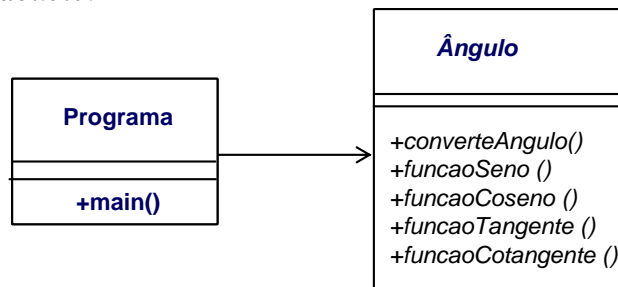 Ângulo
Programa
+main()
+converteAngulo()
+funcaoSeno ()
+funcaoCoseno ()
+funcaoTangente ()
+funcaoCotangente ()